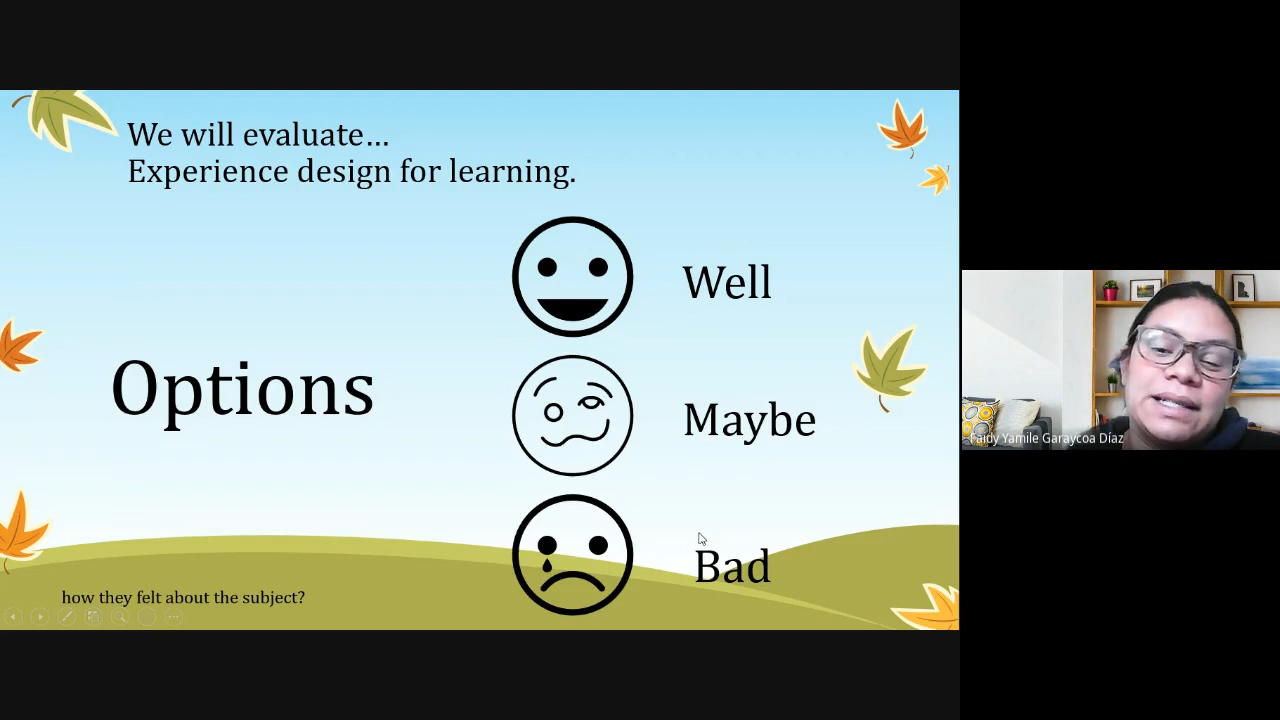 We will evaluate...
Experience design for learning.
Well
Options
Maybe
Bad
how they felt about the subject?
Faidy Yamile Garaycoa Díaz